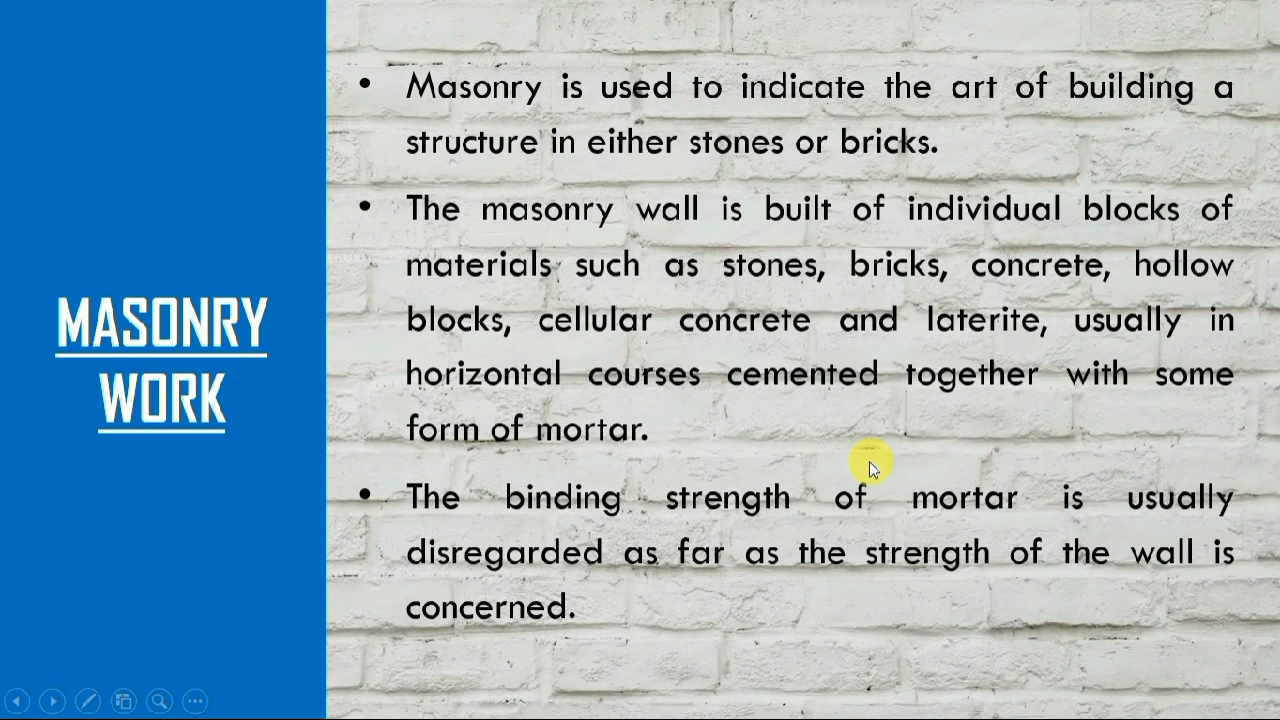 MASONRY
WORK
• Masonry is used to indicate the art of building a
structure in either stones or bricks.
• The masonry wall is built of individual blocks of
materials such as stones, bricks, concrete, hollow
blocks, cellular concrete and laterite, usually in
horizontal courses cemented together with some
form of mortar.
• The binding strength of mortar is usually
disregarded as far as the strength of the wall is
concerned.